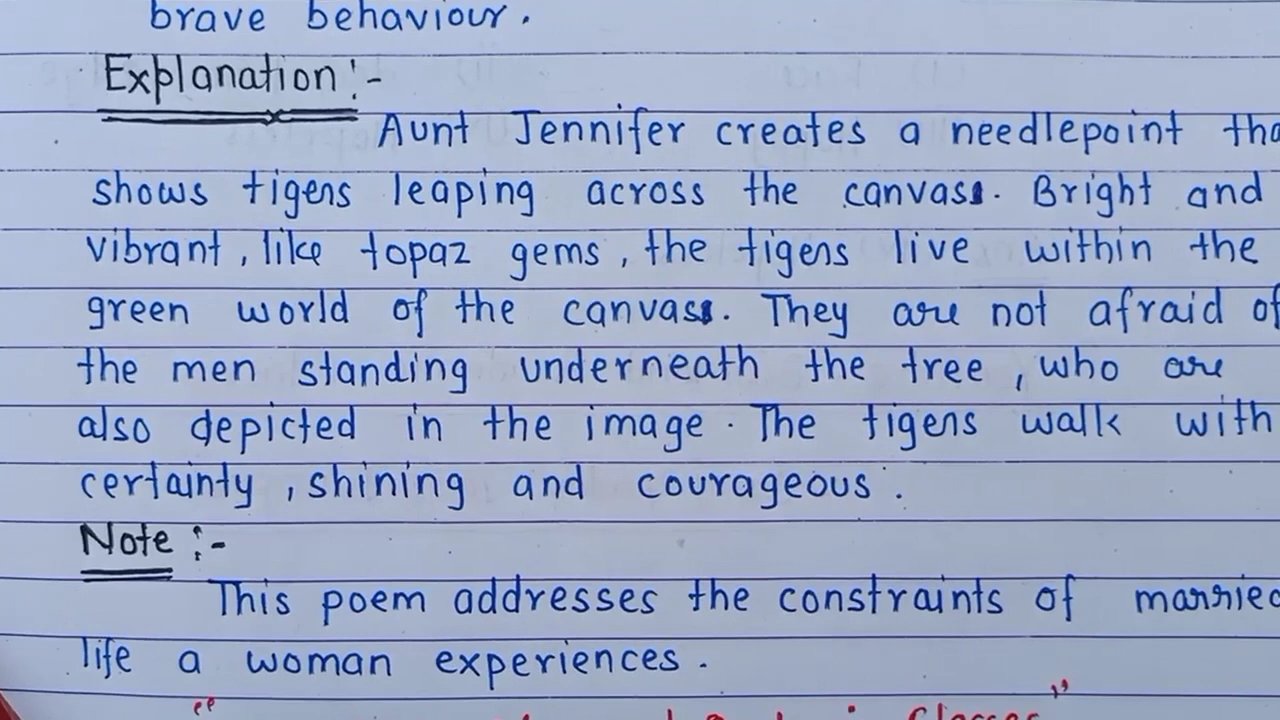 brave behaviour.
Explanation :-
Aunt Jennifer creates a needlepoint tha
shows tigers leaping across the canvass. Bright and
vibrant, like topaz gems, the tigers live within the
green world of the canvass. They are not afraid of
the men standing underneath the tree, who are
also depicted in the image. The tigers walk with
certainty, shining and courageous.
Note :-
This poem addresses the constraints of married
life a woman experiences.